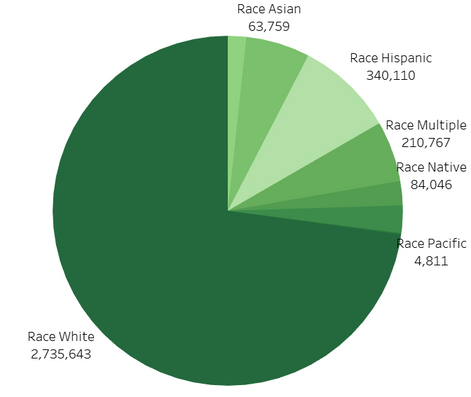 Race Asian
63,759
Race Hispanic
340,110
Race Multiple
210,767
Race Native
84,046
Race Pacific
4,811
Race White
2,735,643